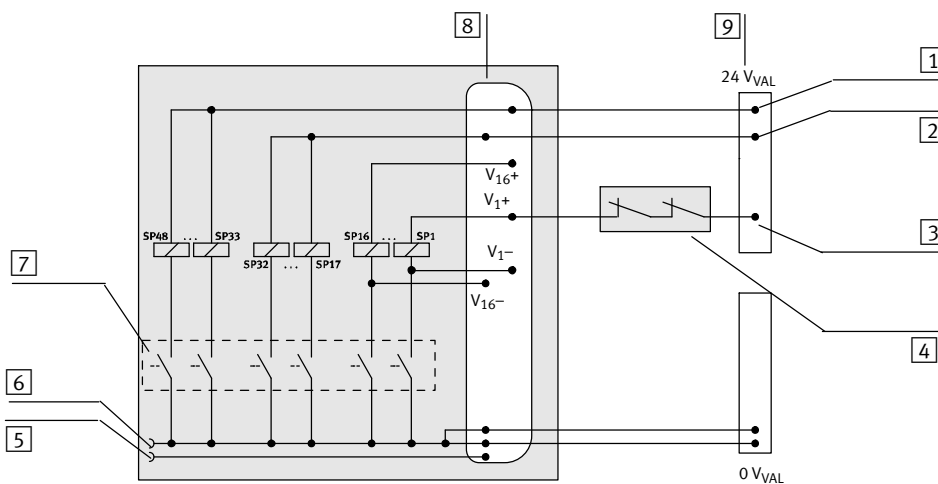 8
9
24 VVAL
1
2
V16+
V1+
SP48 ... SP33
SP16 ... SP1
SP32 ... SP17
3
V1–
7
V16–
4
6
5
0 VVAL